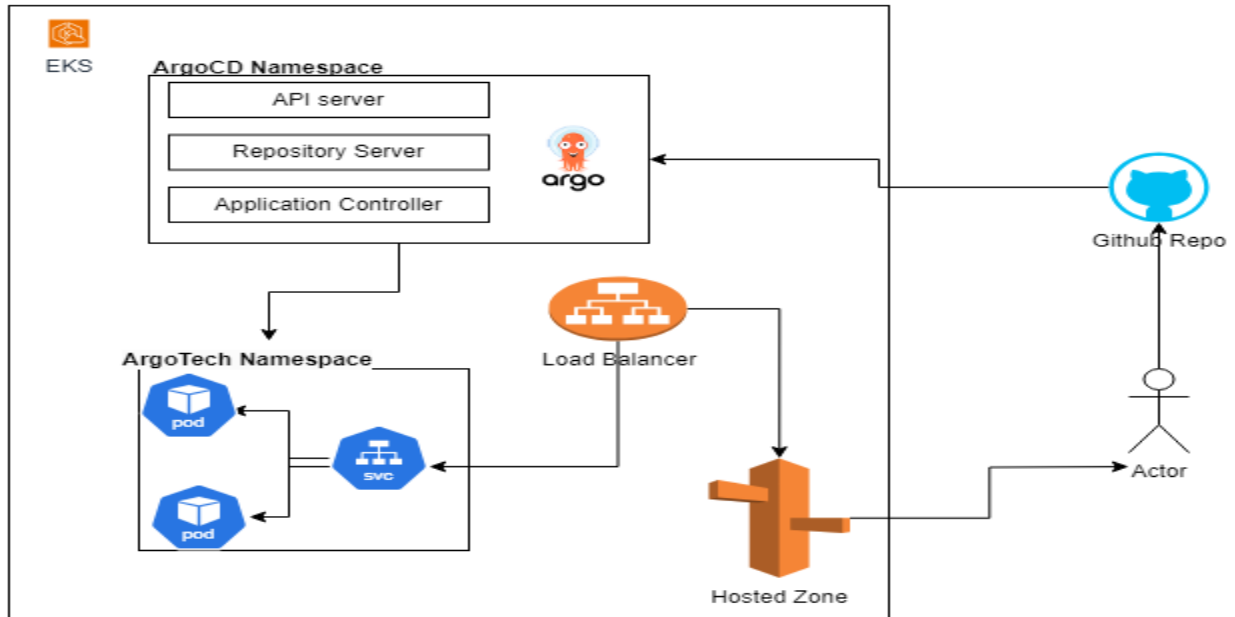 EKS
ArgoCD Namespace
API server
Repository Server
Application Controller
argo
Github Repo
Load Balancer
ArgoTech Namespace
pod
svc
pod
Actor
Hosted Zone